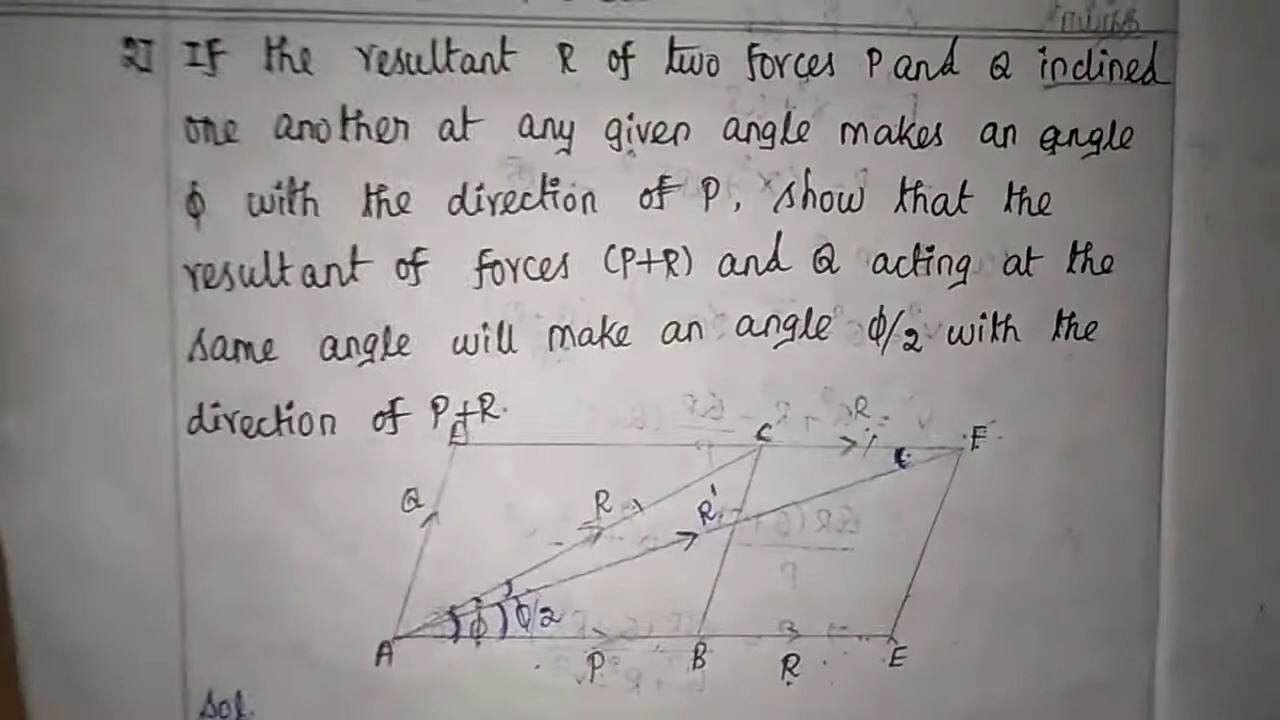 2] If the resultant R of two forces P and Q inclined
one another at any given angle makes an angle
φ with the direction of P, show that the
resultant of forces (P+R) and Q acting at the
same angle will make an angle φ/2 with the
direction of P+R.
C R F
Q R R'
φ φ/2
A P B R E
Sol.